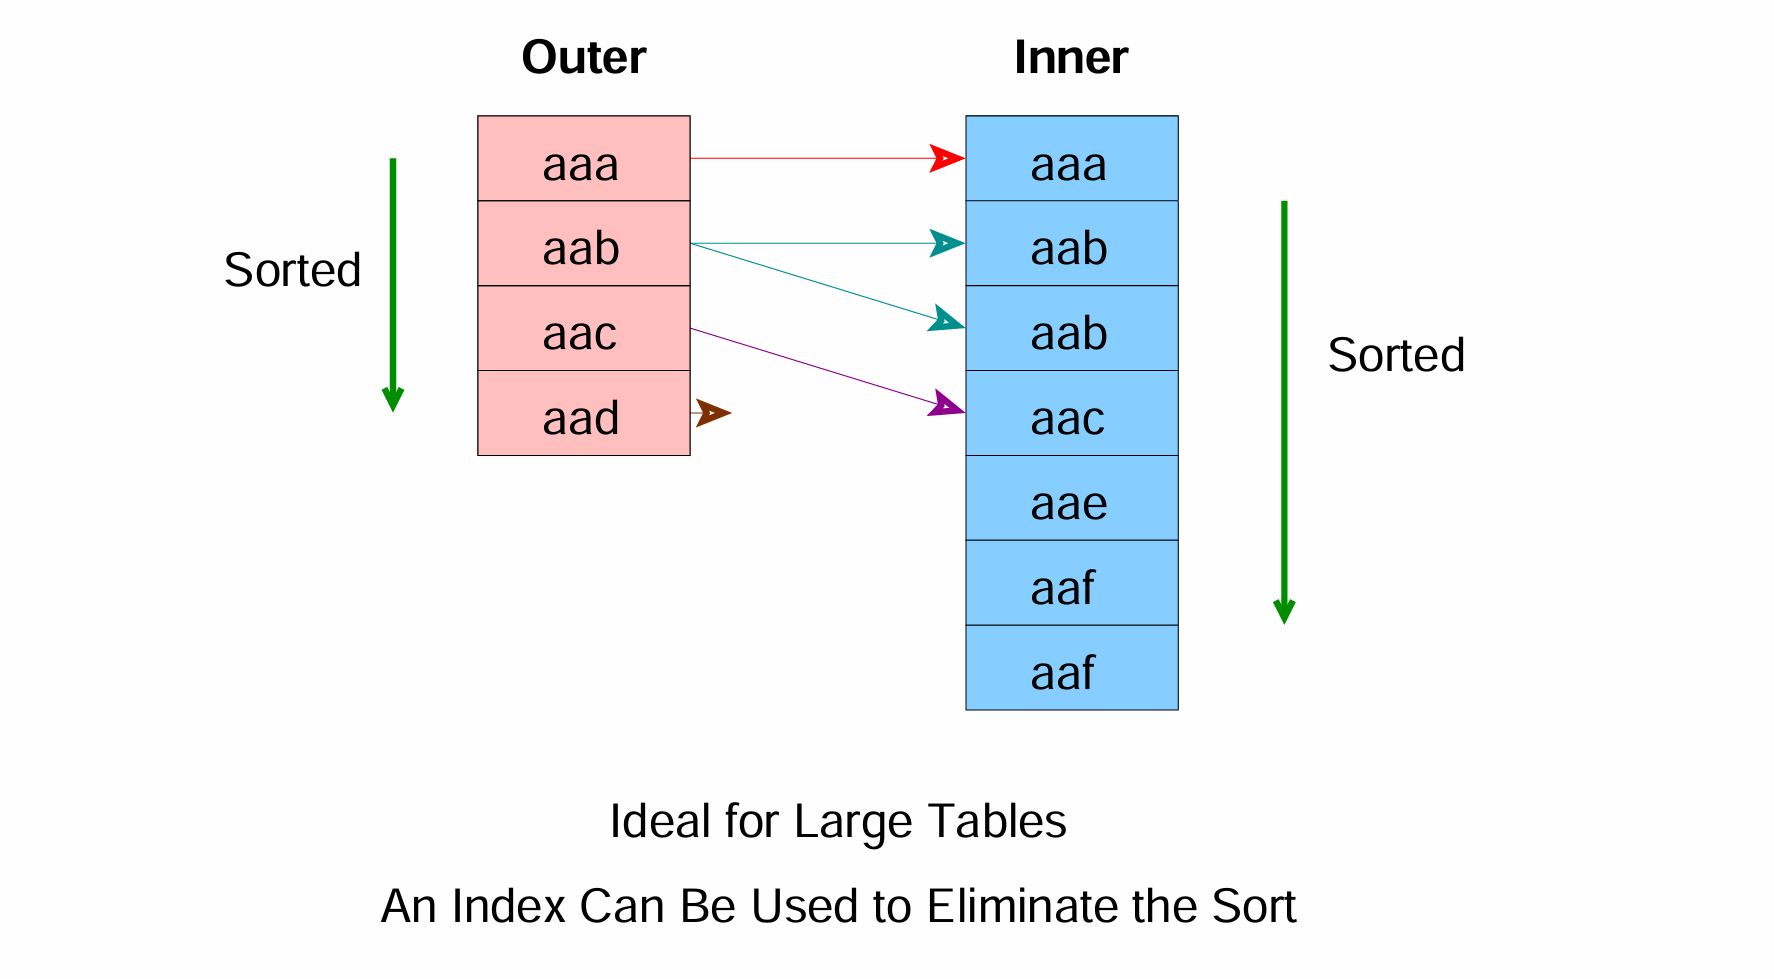 Outer
Inner
Sorted
aaa
aab
aac
aad
aaa
aab
aab
aac
aae
aaf
aaf
Sorted
Ideal for Large Tables
An Index Can Be Used to Eliminate the Sort